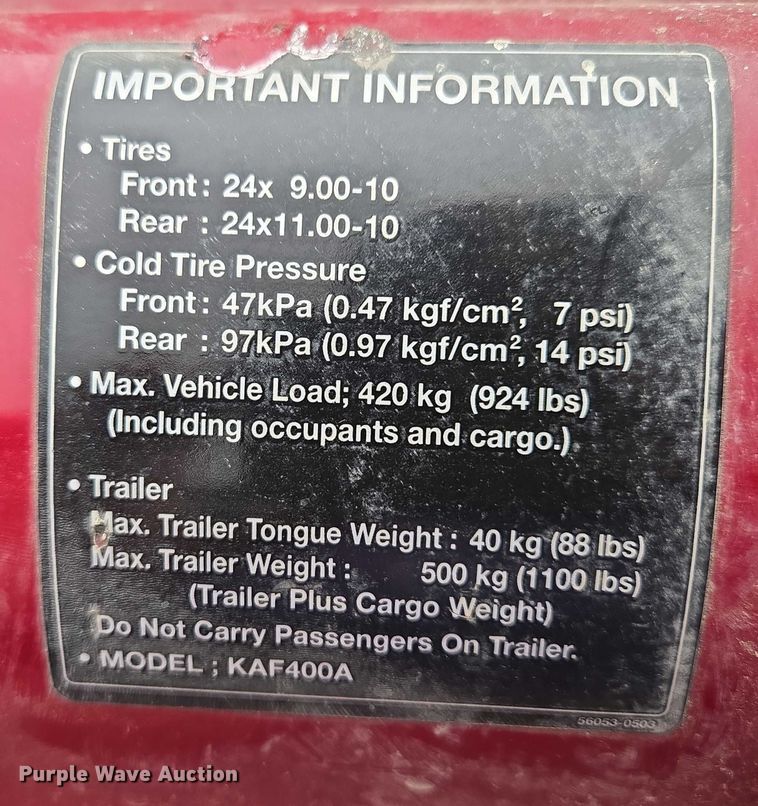 IMPORTANT INFORMATION
• Tires
Front: 24x 9.00-10
Rear : 24x11.00-10
• Cold Tire Pressure
Front: 47kPa (0.47 kgf/cm², 7 psi)
Rear : 97kPa (0.97 kgf/cm², 14 psi)
• Max. Vehicle Load; 420 kg (924 lbs)
(Including occupants and cargo.)
• Trailer
Max. Trailer Tongue Weight : 40 kg (88 lbs)
Max. Trailer Weight : 500 kg (1100 lbs)
(Trailer Plus Cargo Weight)
Do Not Carry Passengers On Trailer.
• MODEL ; KAF400A
56053-0503
Purple Wave Auction